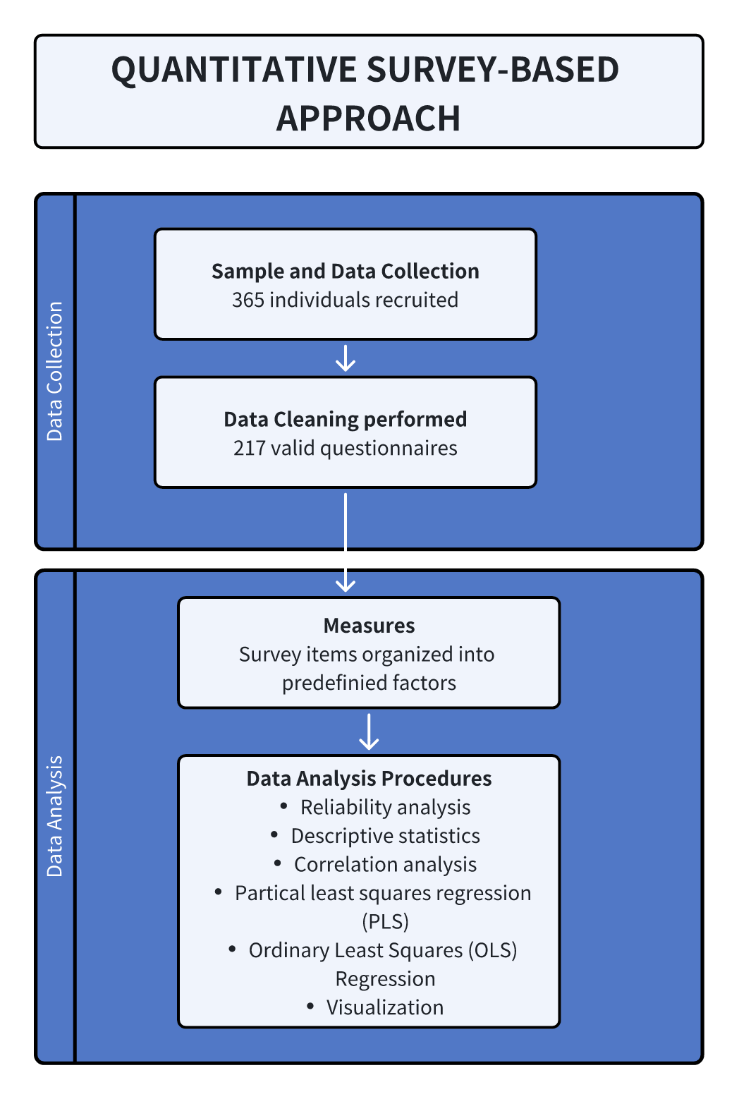 QUANTITATIVE SURVEY-BASED
APPROACH
Data Collection
Sample and Data Collection
365 individuals recruited
Data Cleaning performed
217 valid questionnaires
Data Analysis
Measures
Survey items organized into
predefinied factors
Data Analysis Procedures
• Reliability analysis
• Descriptive statistics
• Correlation analysis
• Partical least squares regression
(PLS)
• Ordinary Least Squares (OLS)
Regression
• Visualization